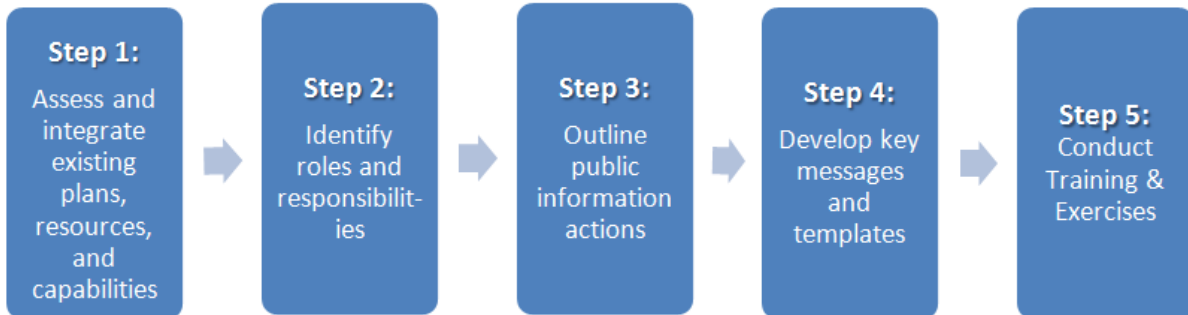 Step 1:
Assess and
integrate
existing
plans,
resources,
and
capabilities
Step 2:
Identify
roles and
responsibilit-
ies
Step 3:
Outline
public
information
actions
Step 4:
Develop key
messages
and
templates
Step 5:
Conduct
Training &
Exercises